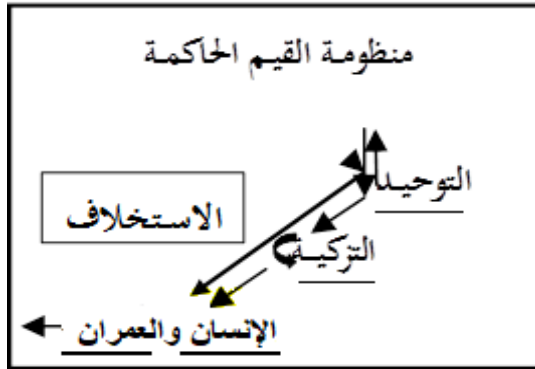 منظومة القيم الحاكمة
التوحيد
الاستخلاف
التزكية
الإنسان والعمران